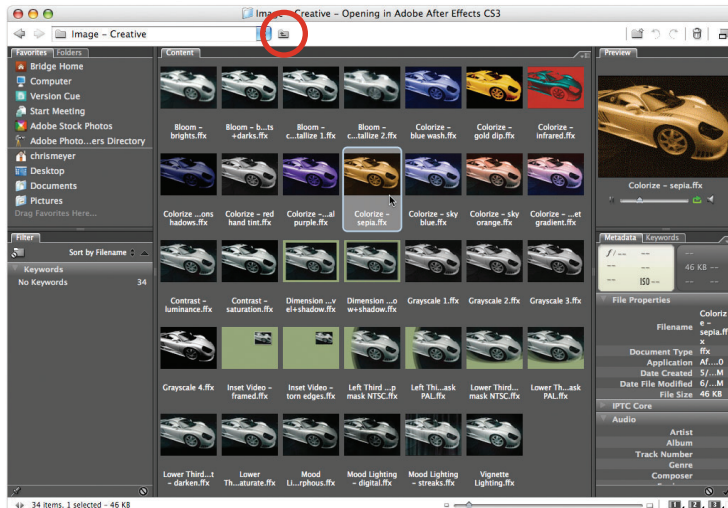 Image - Creative - Opening in Adobe After Effects CS3
Image - Creative
Favorites Folders
Bridge Home
Computer
Version Cue
Start Meeting
Adobe Stock Photos
Adobe Photo...ers Directory
chrismeyer
Desktop
Documents
Pictures
Drag Favorites Here...
Filter
Sort by Filename
Keywords
No Keywords 34
Content
Bloom – brights.ffx
Bloom – b...ts +darks.ffx
Bloom – c...tallize 1.ffx
Bloom – c...tallize 2.ffx
Colorize – blue wash.ffx
Colorize – gold dip.ffx
Colorize – infrared.ffx
Colorize ...ons hadows.ffx
Colorize – red hand tint.ffx
Colorize –...al purple.ffx
Colorize – sepia.ffx
Colorize – sky blue.ffx
Colorize – sky orange.ffx
Colorize – ...et gradient.ffx
Contrast – luminance.ffx
Contrast – saturation.ffx
Dimension ...v el+shadow.ffx
Dimension ...o w+shadow.ffx
Grayscale 1.ffx
Grayscale 2.ffx
Grayscale 3.ffx
Grayscale 4.ffx
Inset Video – framed.ffx
Inset Video – torn edges.ffx
Left Third ...p mask NTSC.ffx
Left Thi...ask PAL.ffx
Lower Third... mask NTSC.ffx
Lower Th...ask PAL.ffx
Lower Third...t – darken.ffx
Lower Th...aturate.ffx
Mood Li...rphous.ffx
Mood Lighting – digital.ffx
Mood Lighting – streaks.ffx
Vignette Lighting.ffx
Preview
Colorize – sepia.ffx
Metadata Keywords
f/-- -- --
-- -- 46 KB --
-- ISO -- -- --
File Properties
Filename Coloriz e – sepia.ff x
Document Type ffx
Application Af....0
Date Created 5/...M
Date File Modified 6/...M
File Size 46 KB
IPTC Core
Audio
Artist
Album
Track Number
Genre
Composer
34 items, 1 selected - 46 KB
1 2 3